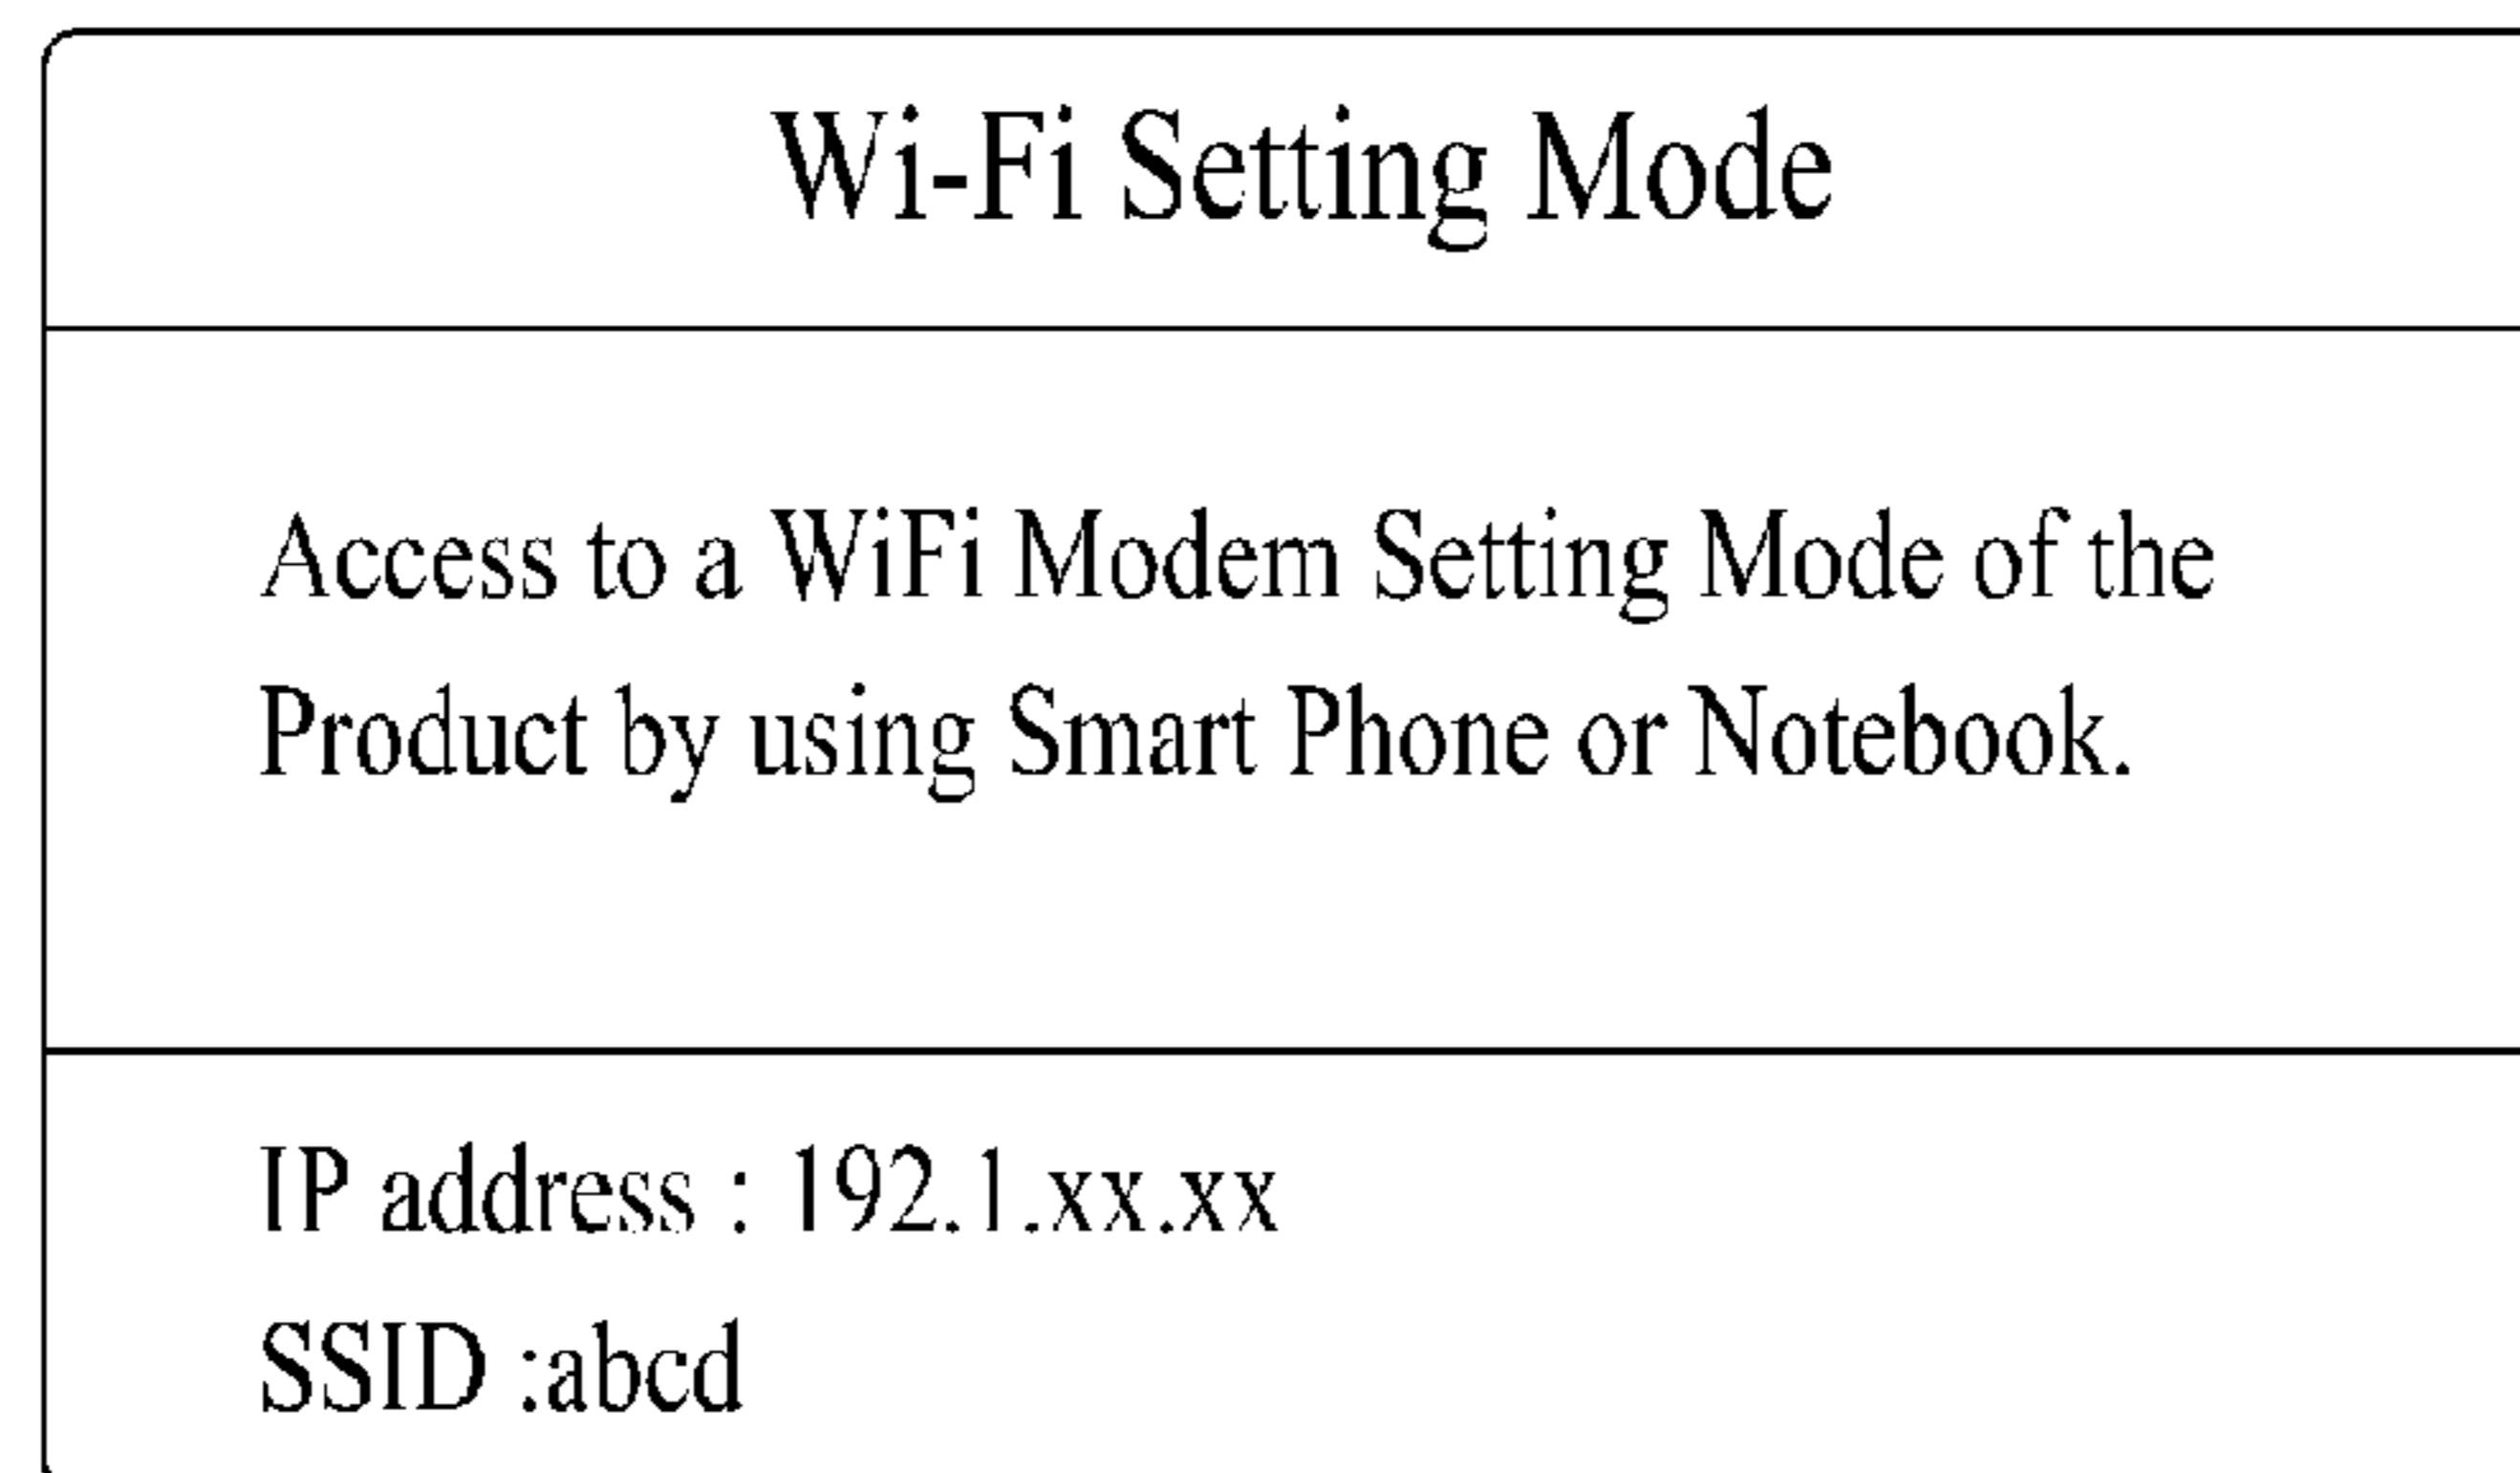 Wi-Fi Setting Mode
Access to a WiFi Modem Setting Mode of the
Product by using Smart Phone or Notebook.
IP address : 192.1.xx.xx
SSID :abcd